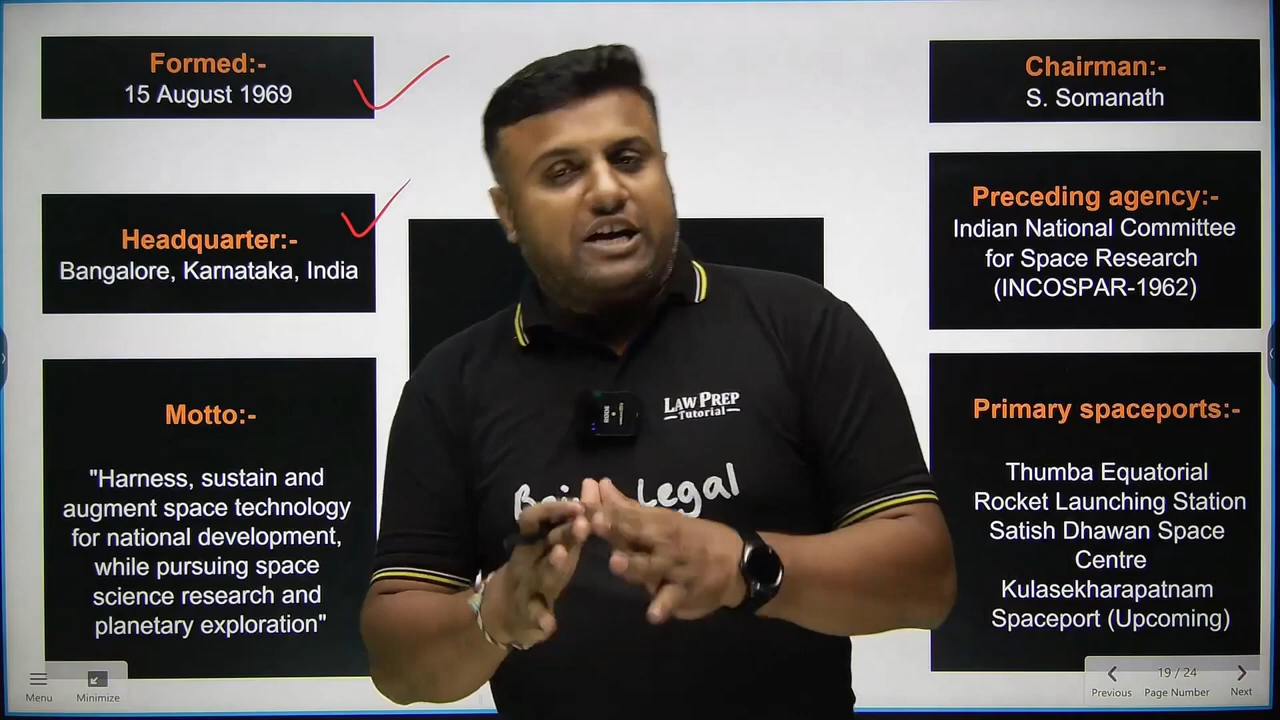 Formed:-
15 August 1969
Headquarter:-
Bangalore, Karnataka, India
Motto:-
"Harness, sustain and
augment space technology
for national development,
while pursuing space
science research and
planetary exploration"
Menu
Minimize
LAW PREP
Tutorial
Legal
Chairman:-
S. Somanath
Preceding agency:-
Indian National Committee
for Space Research
(INCOSPAR-1962)
Primary spaceports:-
Thumba Equatorial
Rocket Launching Station
Satish Dhawan Space
Centre
Kulasekharapatnam
Spaceport (Upcoming)
19 / 24
Previous
Page Number
Next